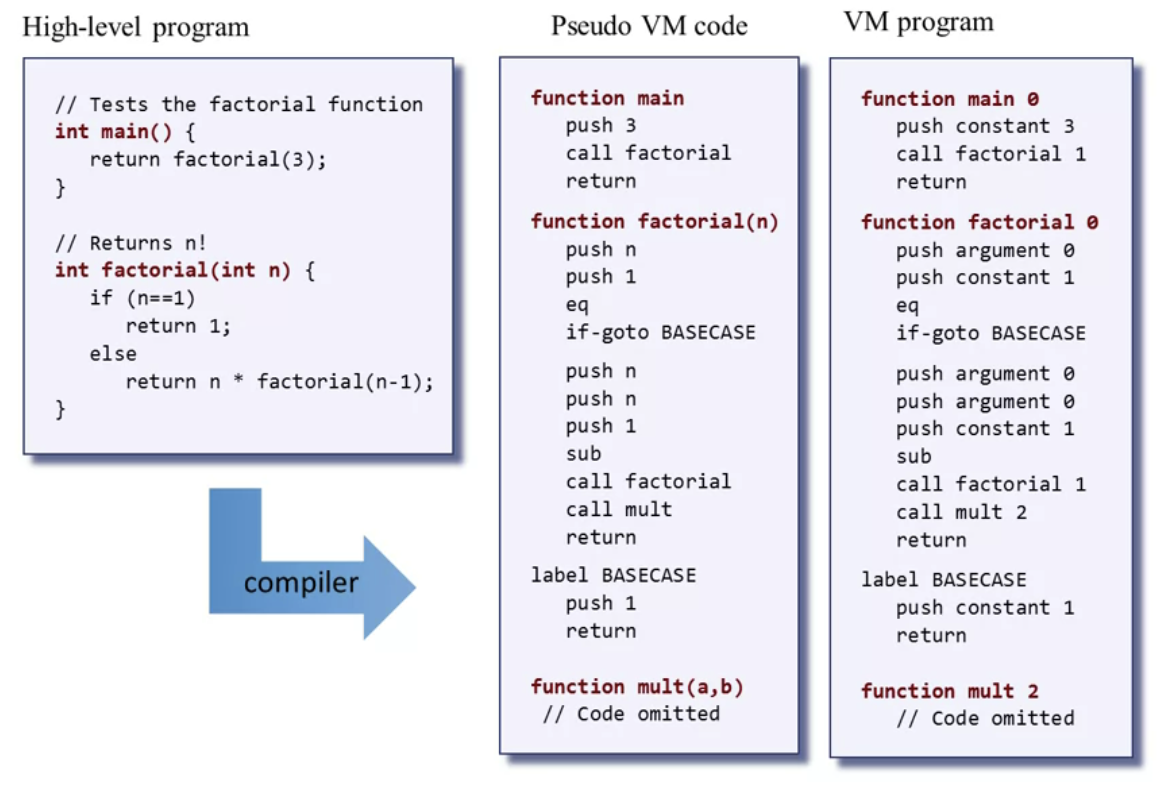 High-level program
// Tests the factorial function
int main() {
return factorial(3);
}
// Returns n!
int factorial(int n) {
if (n==1)
return 1;
else
return n * factorial(n-1);
}
compiler
Pseudo VM code
function main
push 3
call factorial
return
function factorial(n)
push n
push 1
eq
if-goto BASECASE
push n
push n
push 1
sub
call factorial
call mult
return
label BASECASE
push 1
return
function mult(a,b)
// Code omitted
VM program
function main 0
push constant 3
call factorial 1
return
function factorial 0
push argument 0
push constant 1
eq
if-goto BASECASE
push argument 0
push argument 0
push constant 1
sub
call factorial 1
call mult 2
return
label BASECASE
push constant 1
return
function mult 2
// Code omitted